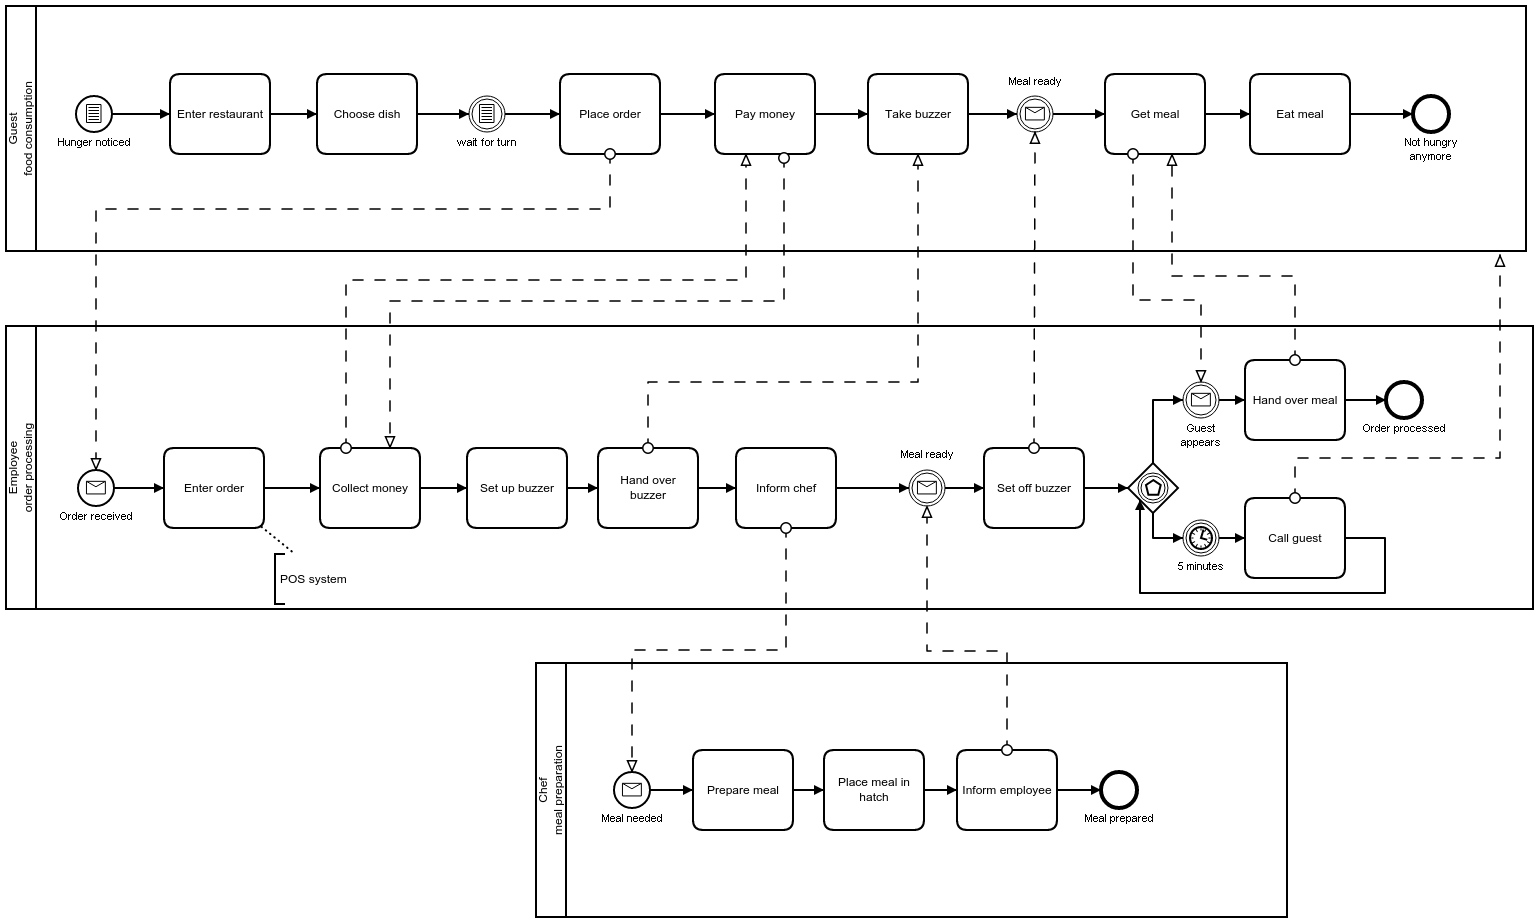 Guest
food consumption
Hunger noticed
Enter restaurant
Choose dish
wait for turn
Place order
Pay money
Take buzzer
Meal ready
Get meal
Eat meal
Not hungry
anymore
Employee
order processing
Order received
Enter order
POS system
Collect money
Set up buzzer
Hand over
buzzer
Inform chef
Meal ready
Set off buzzer
Guest
appears
Hand over meal
Order processed
5 minutes
Call guest
Chef
meal preparation
Meal needed
Prepare meal
Place meal in
hatch
Inform employee
Meal prepared